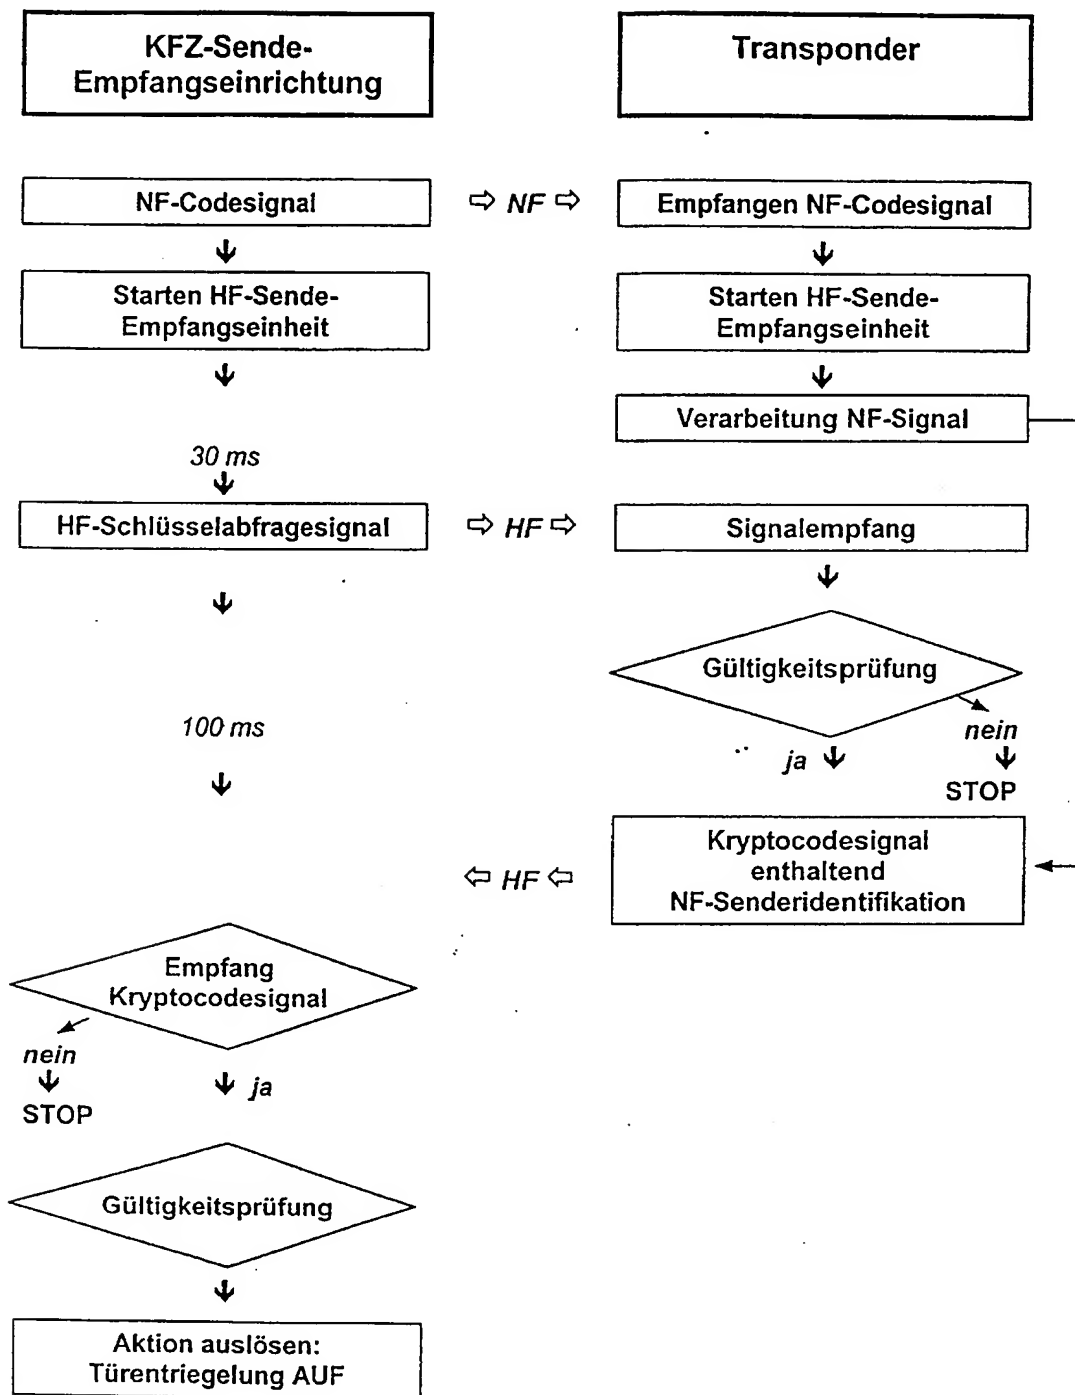 KFZ-Sende-
Empfangseinrichtung
Transponder
NF-Codesignal
⇨ NF ⇨
Empfangen NF-Codesignal
Starten HF-Sende-
Empfangseinheit
Starten HF-Sende-
Empfangseinheit
Verarbeitung NF-Signal
30 ms
HF-Schlüsselabfragesignal
⇨ HF ⇨
Signalempfang
Gültigkeitsprüfung
100 ms
nein
ja
STOP
Kryptocodesignal
enthaltend
NF-Senderidentifikation
⇦ HF ⇦
Empfang
Kryptocodesignal
nein
ja
STOP
Gültigkeitsprüfung
Aktion auslösen:
Türentriegelung AUF